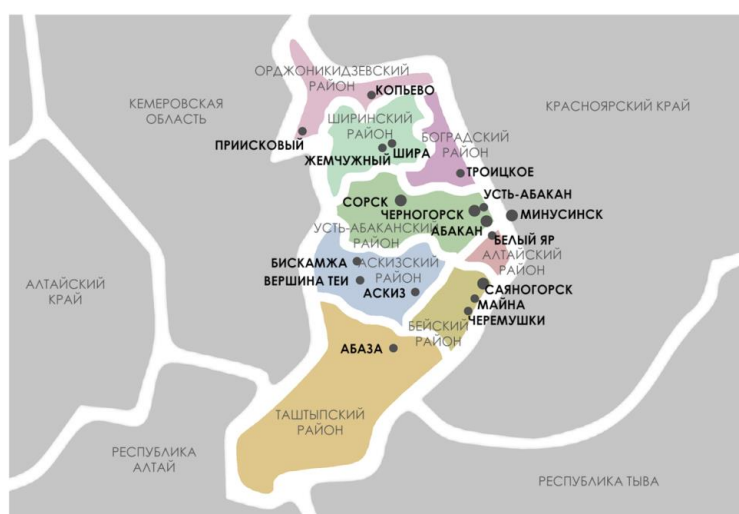 ОРДЖОНИКИДЗЕВСКИЙ
РАЙОН
КОПЬЕВО
КЕМЕРОВСКАЯ
ОБЛАСТЬ
КРАСНОЯРСКИЙ КРАЙ
ШИРИНСКИЙ
РАЙОН
БОГРАДСКИЙ
РАЙОН
ПРИИСКОВЫЙ
ШИРА
ЖЕМЧУЖНЫЙ
ТРОИЦКОЕ
СОРСК
УСТЬ-АБАКАН
ЧЕРНОГОРСК
МИНУСИНСК
УСТЬ-АБАКАНСКИЙ
РАЙОН
АБАКАН
БЕЛЫЙ ЯР
АЛТАЙСКИЙ
РАЙОН
БИСКАМЖА
АСКИЗСКИЙ
РАЙОН
ВЕРШИНА ТЕИ
АСКИЗ
АЛТАЙСКИЙ
КРАЙ
САЯНОГОРСК
МАЙНА
ЧЕРЕМУШКИ
БЕЙСКИЙ
РАЙОН
АБАЗА
ТАШТЫПСКИЙ
РАЙОН
РЕСПУБЛИКА
АЛТАЙ
РЕСПУБЛИКА ТЫВА